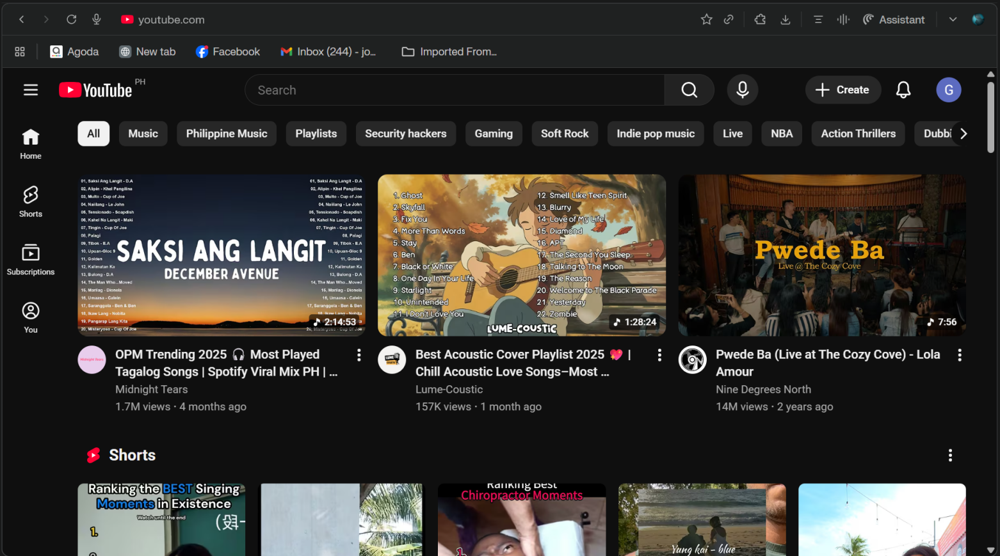 youtube.com
Assistant
Agoda
New tab
Facebook
Inbox (244) - jo...
Imported From...
YouTube PH
Search
Create
G
All
Music
Philippine Music
Playlists
Security hackers
Gaming
Soft Rock
Indie pop music
Live
NBA
Action Thrillers
Dubbi
Home
Shorts
Subscriptions
You
01, Saksi Ang Langit - D.A
02, Alipin - Khel Pangilina
03, Multo - Cup of Joe
04, Naiilang - Le John
05, Tensionado - Soapdish
06, Kahel Na Langit - Maki
07, Tingin - Cup Of Joe
08, Palagi
09, Tibok - E.A
10, Upuan-Gloc 9
11, Golden
12, Kalimutan Ka
13, Bulong - D.A
14, The Man Who...Moved
15, Marilag - Dionela
16, Umaasa - Calein
17, Saranggola - Ben & Ben
18, Ikaw Lang - Nobita
19, Pangarap Lang Kita
20, Misteryoso - Cup Of Joe
SAKSI ANG LANGIT
DECEMBER AVENUE
01, Saksi Ang Langit - D.A
02, Alipin - Khel Pangilina
03, Multo - Cup of Joe
04, Naiilang - Le John
05, Tensionado - Soapdish
06, Kahel Na Langit - Maki
07, Tingin - Cup Of Joe
08, Palagi
09, Tibok - E.A
10, Upuan-Gloc 9
11, Golden
12, Kalimutan Ka
13, Bulong - D.A
14, The Man Who...Moved
15, Marilag - Dionela
16, Umaasa - Calein
17, Saranggola - Ben & Ben
18, Ikaw Lang - Nobita
2:14:53
1. Ghost
2. Skyfall
3. Fix You
4. More Than Words
5. Stay
6. Ben
7. Black or White
8. One Day In Your Life
9. Starlight
10. Unintended
11. I Don't Love You
12. Smell Like Teen Spirit
13. Blurry
14. Love of My Life
15. Diamond
16. APT
17. The Second You Sleep
18. Talking to The Moon
19. The Reason
20. Welcome to The Black Parade
21. Yesterday
22. Zombie
LUME-COUSTIC
1:28:24
Pwede Ba
Live @ The Cozy Cove
7:56
Midnight Tears
OPM Trending 2025 🎧 Most Played
Tagalog Songs | Spotify Viral Mix PH | ...
Midnight Tears
1.7M views · 4 months ago
Best Acoustic Cover Playlist 2025 💖 |
Chill Acoustic Love Songs–Most ...
Lume-Coustic
157K views · 1 month ago
Pwede Ba (Live at The Cozy Cove) - Lola
Amour
Nine Degrees North
14M views · 2 years ago
Shorts
Ranking the BEST Singing
Moments in Existence
Watch until the end
1.
Ranking Best
Chiropractor Moments
1.
Yung kai - blue